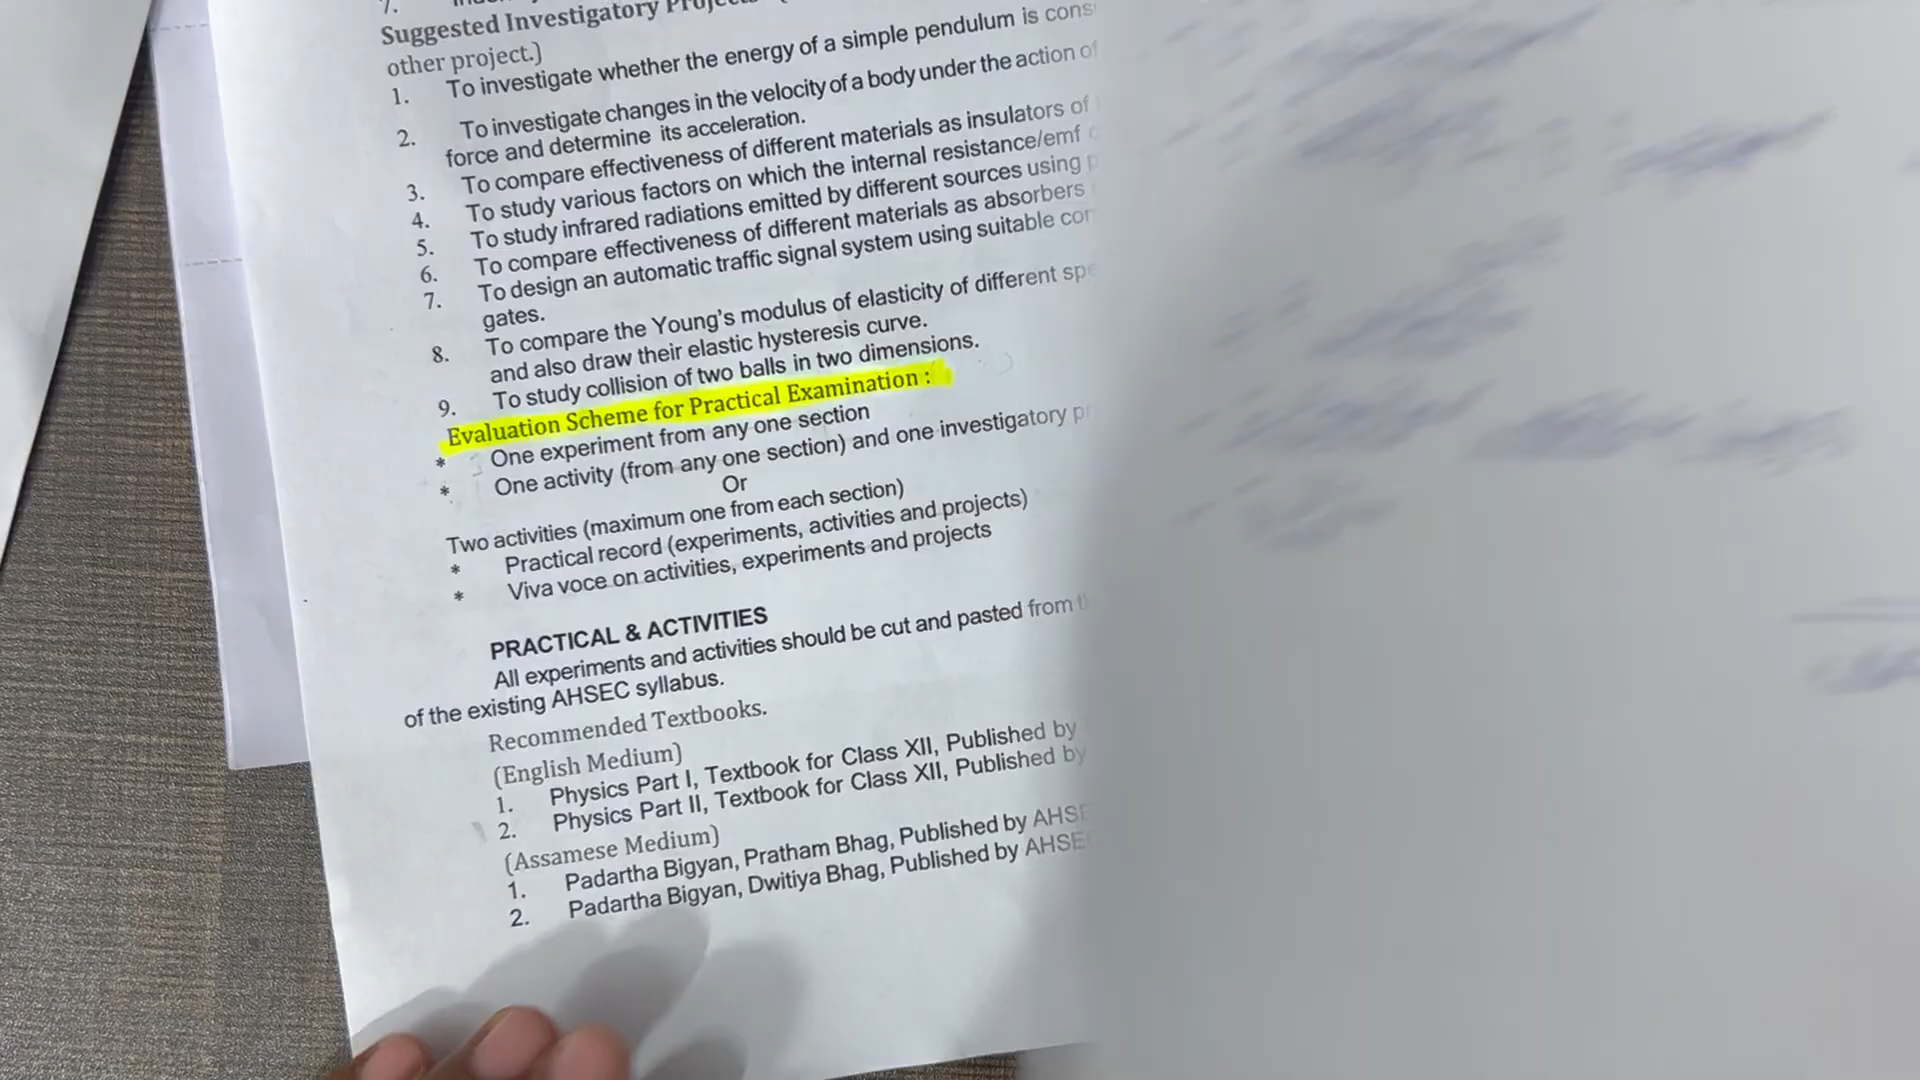 7.
Suggested Investigatory Projects
other project.)
1. To investigate whether the energy of a simple pendulum is
2. To investigate changes in the velocity of a body under the action of
force and determine its acceleration.
3. To compare effectiveness of different materials as insulators of
4. To study various factors on which the internal resistance/emf
5. To study infrared radiations emitted by different sources using
6. To compare effectiveness of different materials as absorbers
7. To design an automatic traffic signal system using suitable
gates.
8. To compare the Young's modulus of elasticity of different
and also draw their elastic hysteresis curve.
9. To study collision of two balls in two dimensions.
Evaluation Scheme for Practical Examination :
* One experiment from any one section
* One activity (from any one section) and one investigatory
Or
Two activities (maximum one from each section)
* Practical record (experiments, activities and projects)
* Viva voce on activities, experiments and projects
PRACTICAL & ACTIVITIES
All experiments and activities should be cut and pasted from
of the existing AHSEC syllabus.
Recommended Textbooks.
(English Medium)
1. Physics Part I, Textbook for Class XII, Published by
2. Physics Part II, Textbook for Class XII, Published by
(Assamese Medium)
1. Padartha Bigyan, Pratham Bhag, Published by
2. Padartha Bigyan, Dwitiya Bhag, Published by